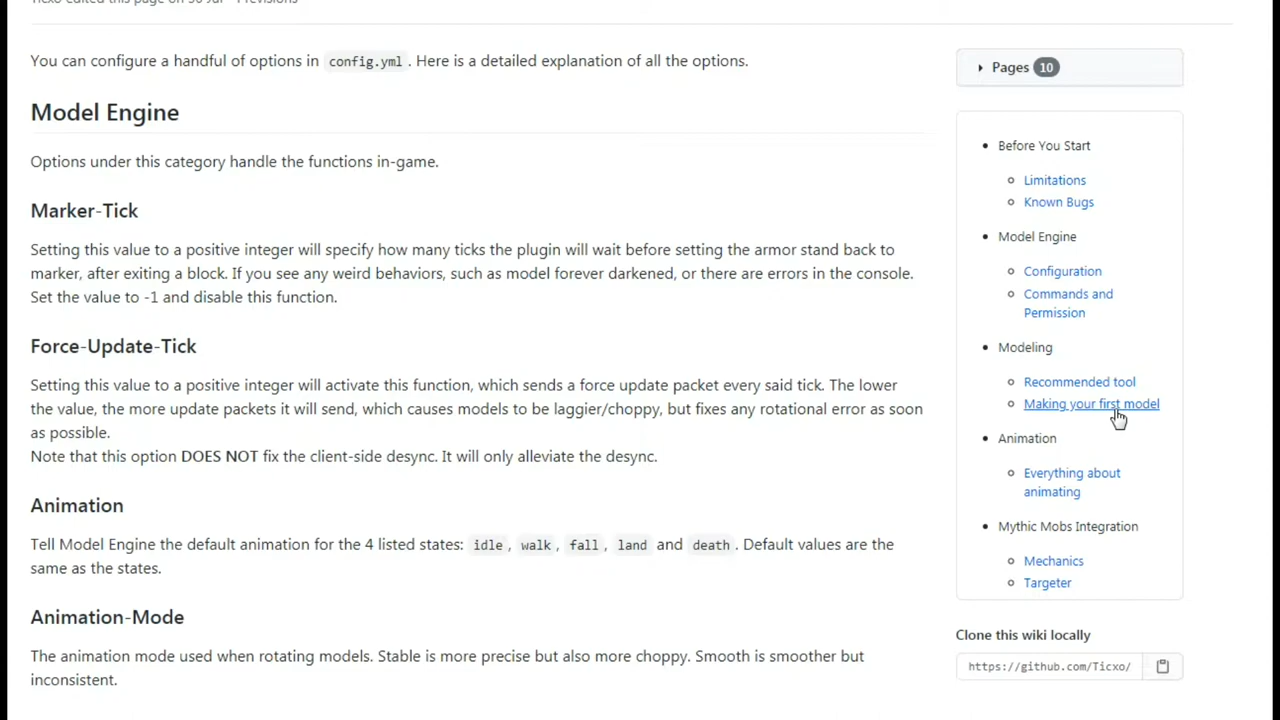 Ticxo edited this page on 30 Jul · Revisions
You can configure a handful of options in config.yml . Here is a detailed explanation of all the options.
Model Engine
Options under this category handle the functions in-game.
Marker-Tick
Setting this value to a positive integer will specify how many ticks the plugin will wait before setting the armor stand back to
marker, after exiting a block. If you see any weird behaviors, such as model forever darkened, or there are errors in the console.
Set the value to -1 and disable this function.
Force-Update-Tick
Setting this value to a positive integer will activate this function, which sends a force update packet every said tick. The lower
the value, the more update packets it will send, which causes models to be laggier/choppy, but fixes any rotational error as soon
as possible.
Note that this option DOES NOT fix the client-side desync. It will only alleviate the desync.
Animation
Tell Model Engine the default animation for the 4 listed states: idle , walk , fall , land and death . Default values are the
same as the states.
Animation-Mode
The animation mode used when rotating models. Stable is more precise but also more choppy. Smooth is smoother but
inconsistent.
Pages 10
Before You Start
Limitations
Known Bugs
Model Engine
Configuration
Commands and
Permission
Modeling
Recommended tool
Making your first model
Animation
Everything about
animating
Mythic Mobs Integration
Mechanics
Targeter
Clone this wiki locally
https://github.com/Ticxo/